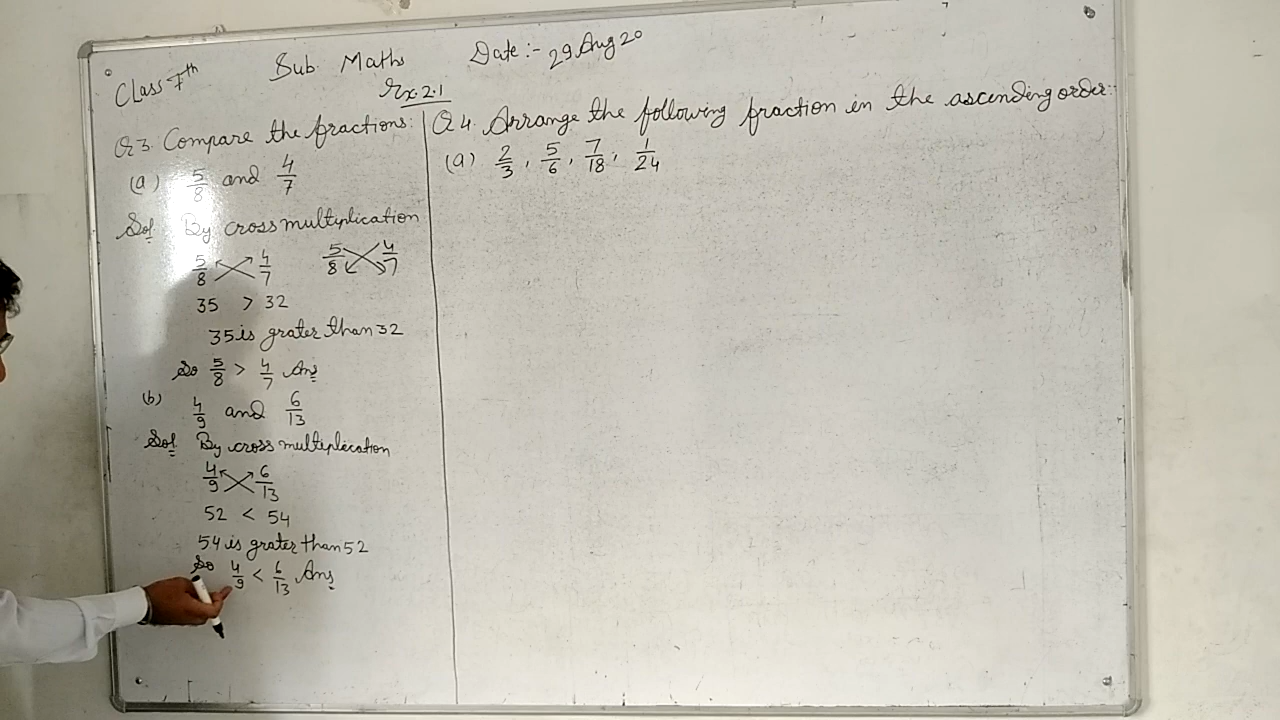 Class 7th Sub Maths Date:- 29 Aug 20
Ex. 2.1
Q 3. Compare the fractions:
(a) 5/8 and 4/7
Sol By cross multiplication
5/8 4/7 5/8 4/7
35 > 32
35 is grater than 32
So 5/8 > 4/7 Ans
(b) 4/9 and 6/13
Sol By cross multiplication
4/9 6/13
52 < 54
54 is grater than 52
So 4/9 < 6/13 Ans
Q 4. Arrange the following fraction in the ascending order:
(a) 2/3, 5/6, 7/18, 1/24